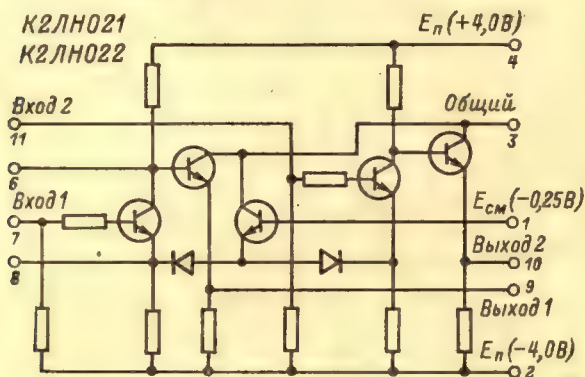 К2ЛН021
К2ЛН022
Eп (+4,0В)
4
Вход 2
11
Общий
3
6
Вход 1
7
Eсм (-0,25В)
1
8
Выход 2
10
9
Выход 1
Eп (-4,0В)
2